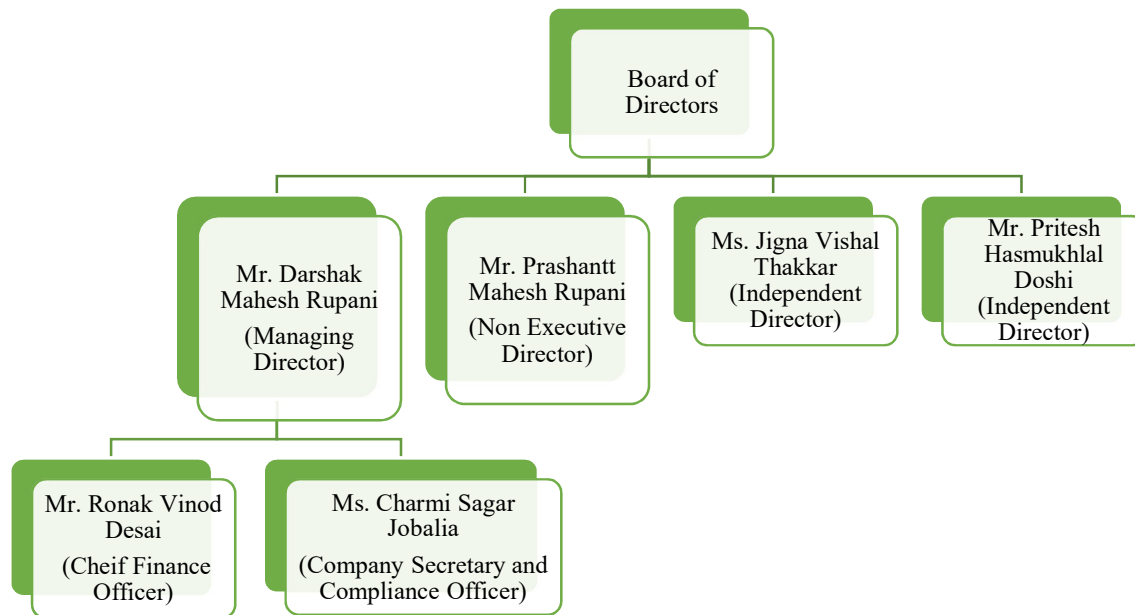 Board of
Directors
Mr. Darshak
Mahesh Rupani
(Managing
Director)
Mr. Prashantt
Mahesh Rupani
(Non Executive
Director)
Ms. Jigna Vishal
Thakkar
(Independent
Director)
Mr. Pritesh
Hasmukhlal
Doshi
(Independent
Director)
Mr. Ronak Vinod
Desai
(Cheif Finance
Officer)
Ms. Charmi Sagar
Jobalia
(Company Secretary and
Compliance Officer)